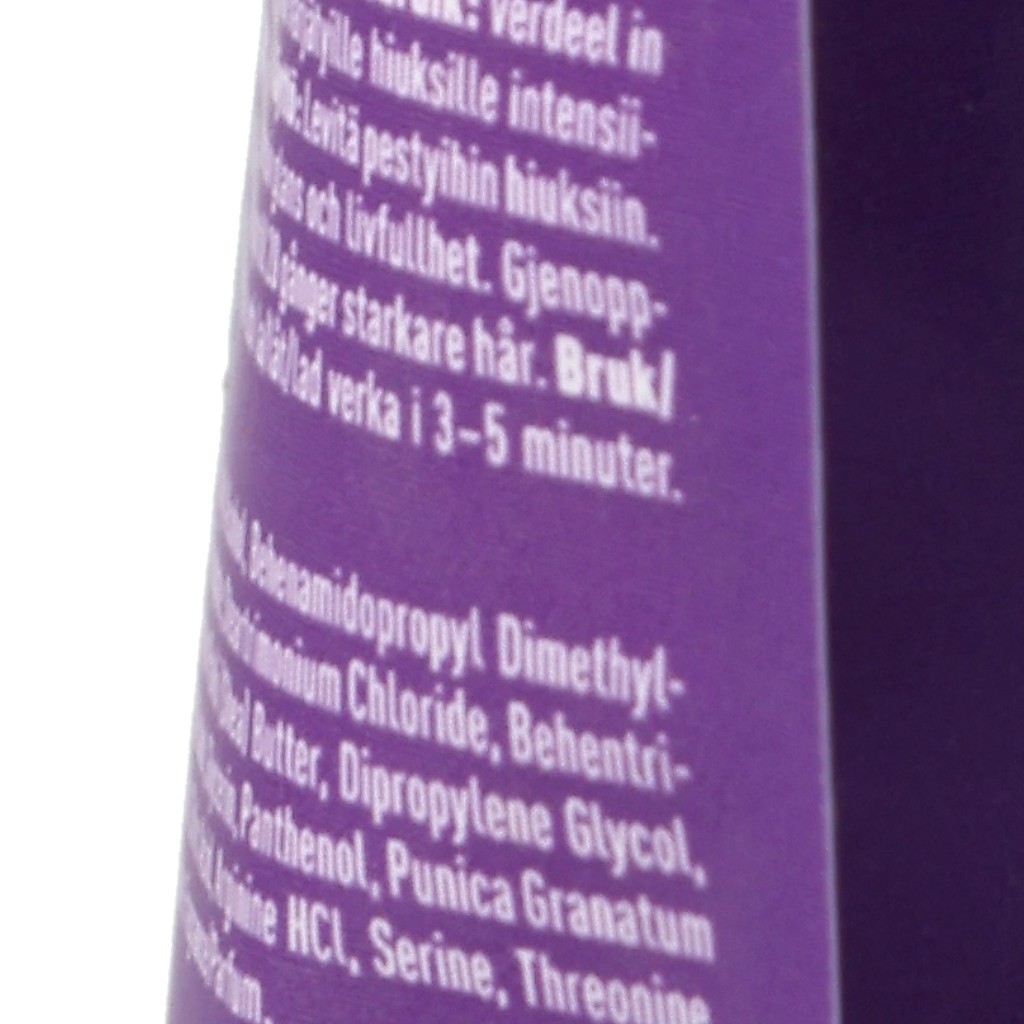 verdeel in
hiuksille intensii-
Levitä pestyihin hiuksiin.
och livfullhet. Gjenopp-
gånger starkare hår. Bruk/
lad verka i 3–5 minuter.
Behenamidopropyl Dimethyl-
Chloride, Behentri-
Butter, Dipropylene Glycol,
Panthenol, Punica Granatum
HCl, Serine, Threonine